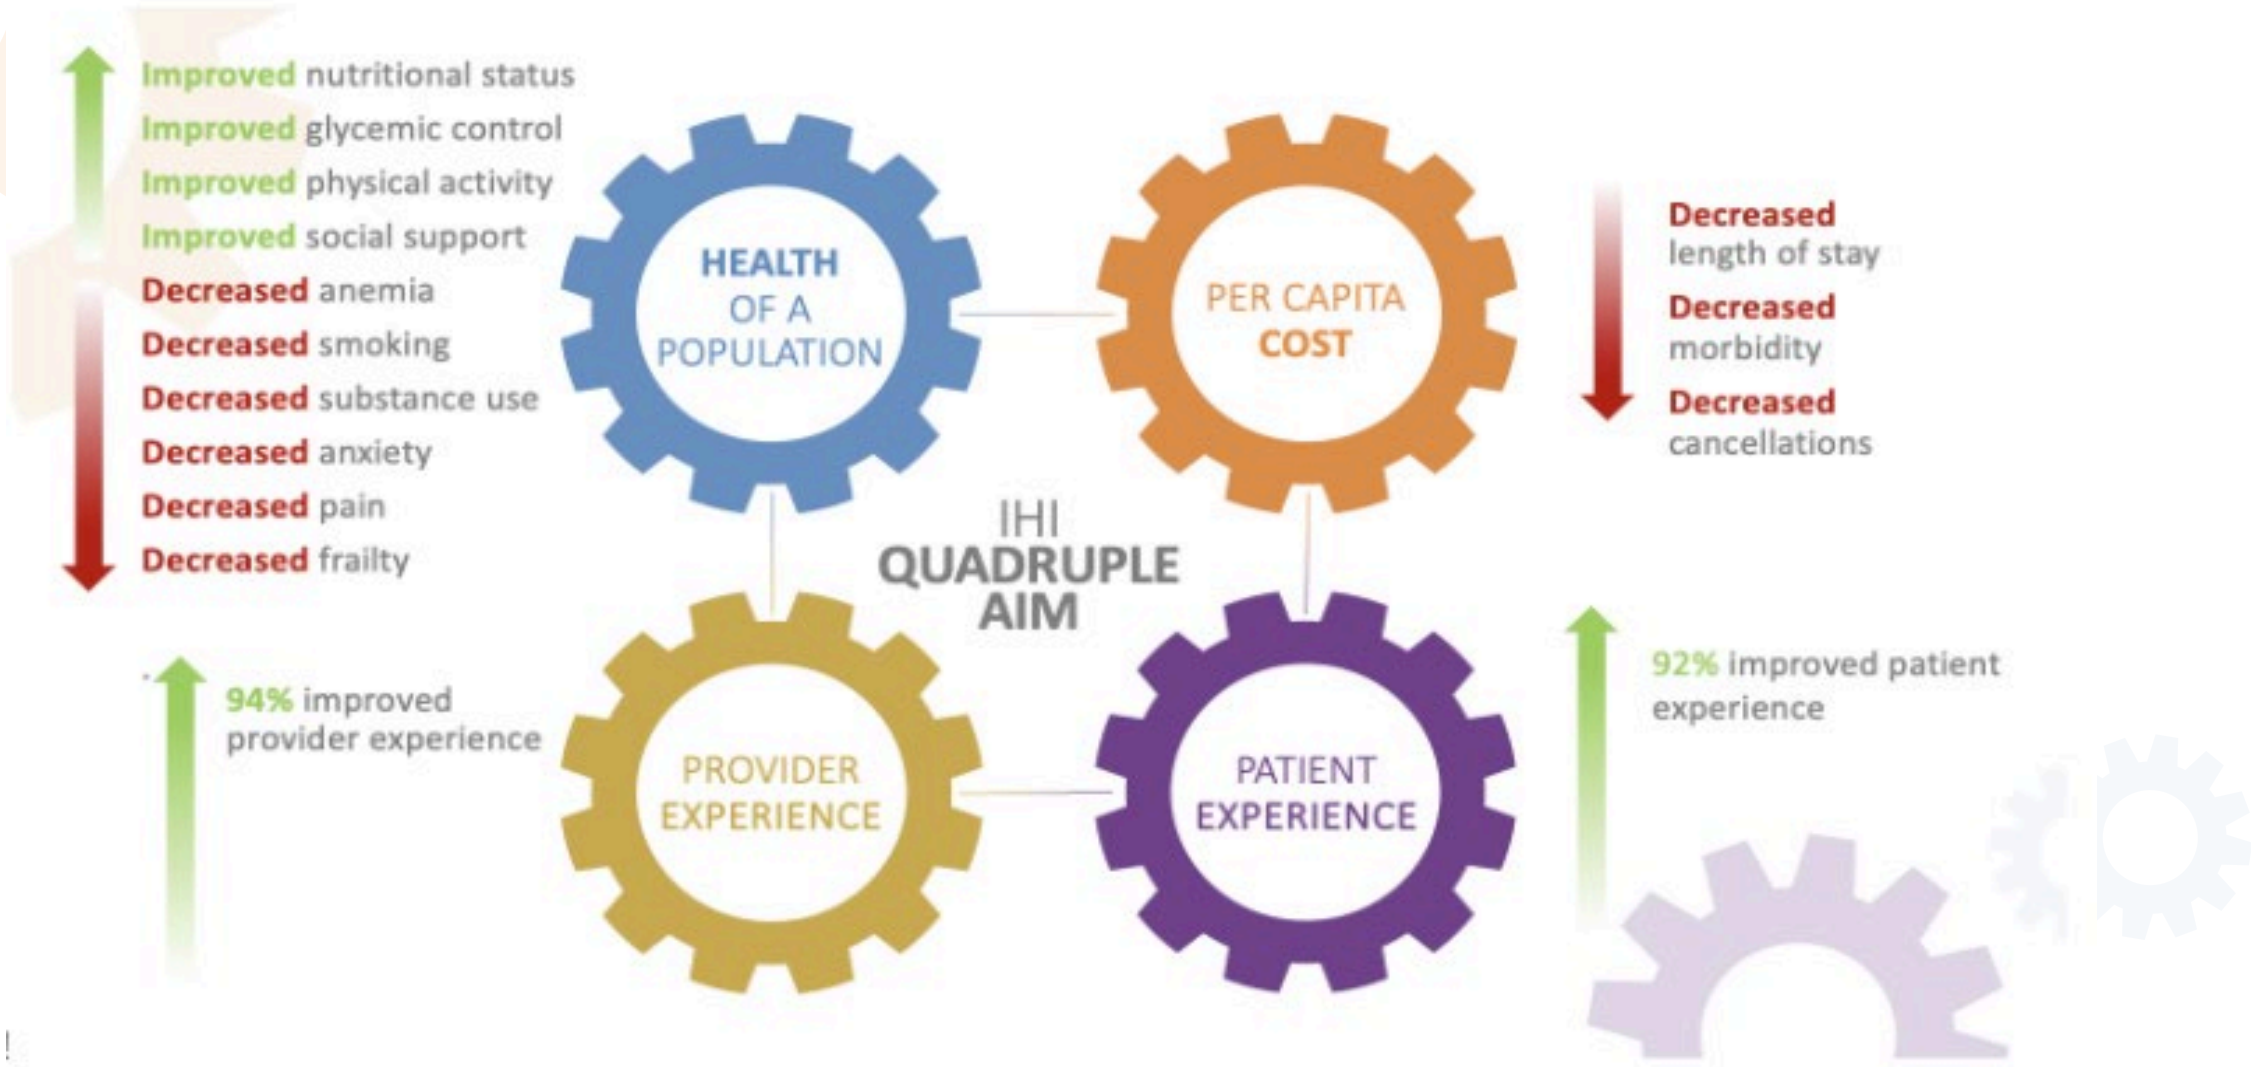 Improved nutritional status
Improved glycemic control
Improved physical activity
Improved social support
Decreased anemia
Decreased smoking
Decreased substance use
Decreased anxiety
Decreased pain
Decreased frailty
HEALTH
OF A
POPULATION
PER CAPITA
COST
Decreased
length of stay
Decreased
morbidity
Decreased
cancellations
IHI
QUADRUPLE
AIM
94% improved
provider experience
PROVIDER
EXPERIENCE
PATIENT
EXPERIENCE
92% improved patient
experience